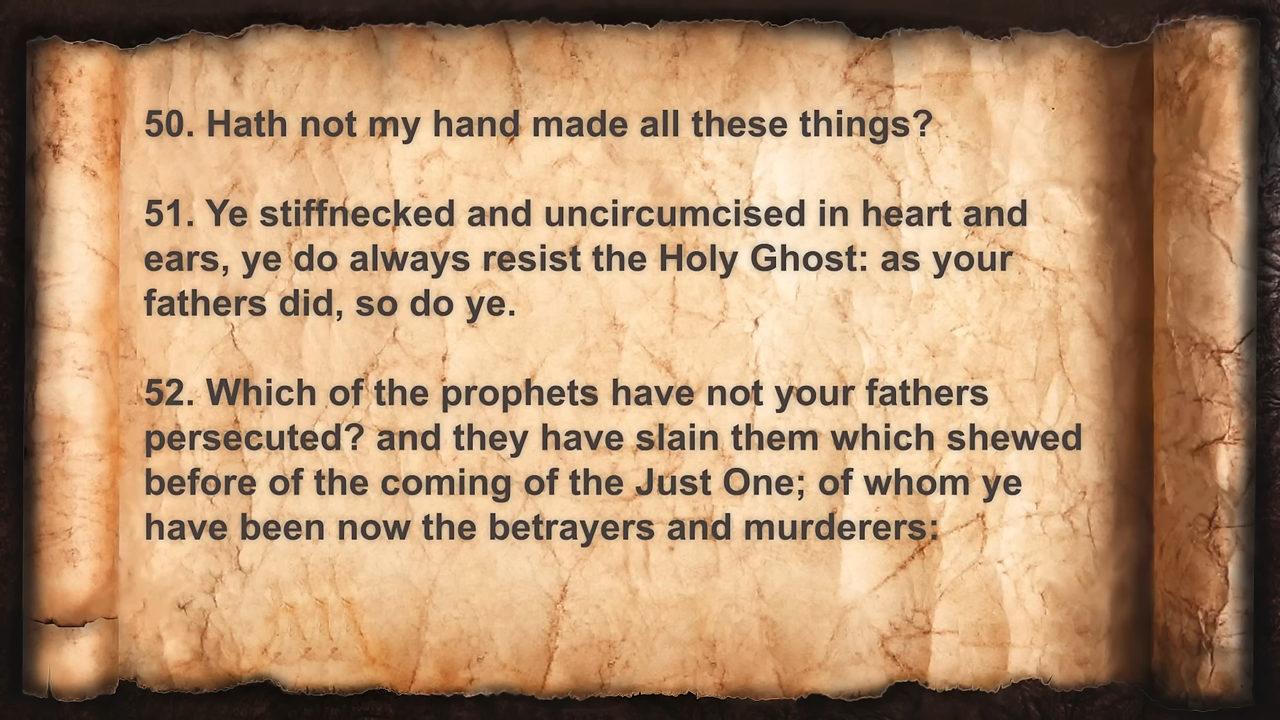 50. Hath not my hand made all these things?
51. Ye stiffnecked and uncircumcised in heart and
ears, ye do always resist the Holy Ghost: as your
fathers did, so do ye.
52. Which of the prophets have not your fathers
persecuted? and they have slain them which shewed
before of the coming of the Just One; of whom ye
have been now the betrayers and murderers: